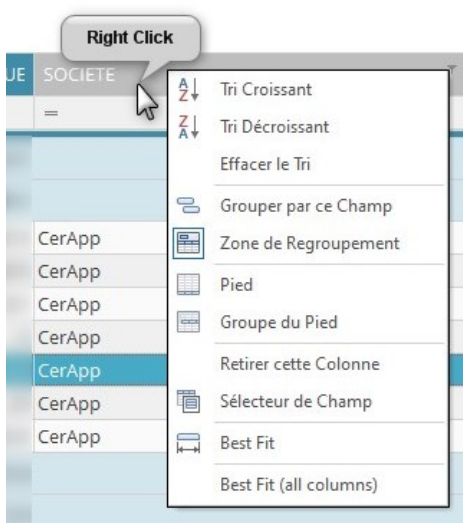 Right Click
UE SOCIETE
=
Tri Croissant
Tri Décroissant
Effacer le Tri
Grouper par ce Champ
CerApp
Zone de Regroupement
CerApp
Pied
CerApp
Groupe du Pied
CerApp
Retirer cette Colonne
CerApp
Sélecteur de Champ
CerApp
Best Fit
CerApp
Best Fit (all columns)